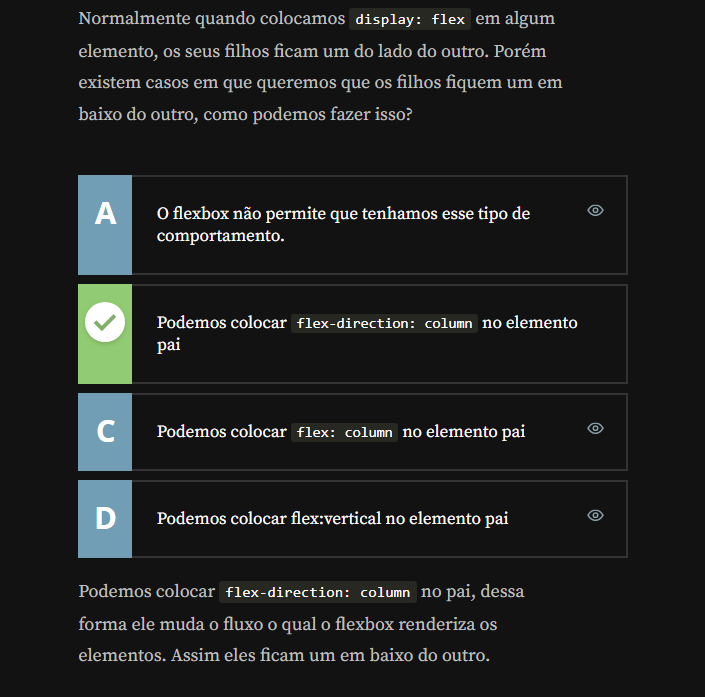 Normalmente quando colocamos display: flex em algum
elemento, os seus filhos ficam um do lado do outro. Porém
existem casos em que queremos que os filhos fiquem um em
baixo do outro, como podemos fazer isso?
A
O flexbox não permite que tenhamos esse tipo de
comportamento.
Podemos colocar flex-direction: column no elemento
pai
C
Podemos colocar flex: column no elemento pai
D
Podemos colocar flex:vertical no elemento pai
Podemos colocar flex-direction: column no pai, dessa
forma ele muda o fluxo o qual o flexbox renderiza os
elementos. Assim eles ficam um em baixo do outro.